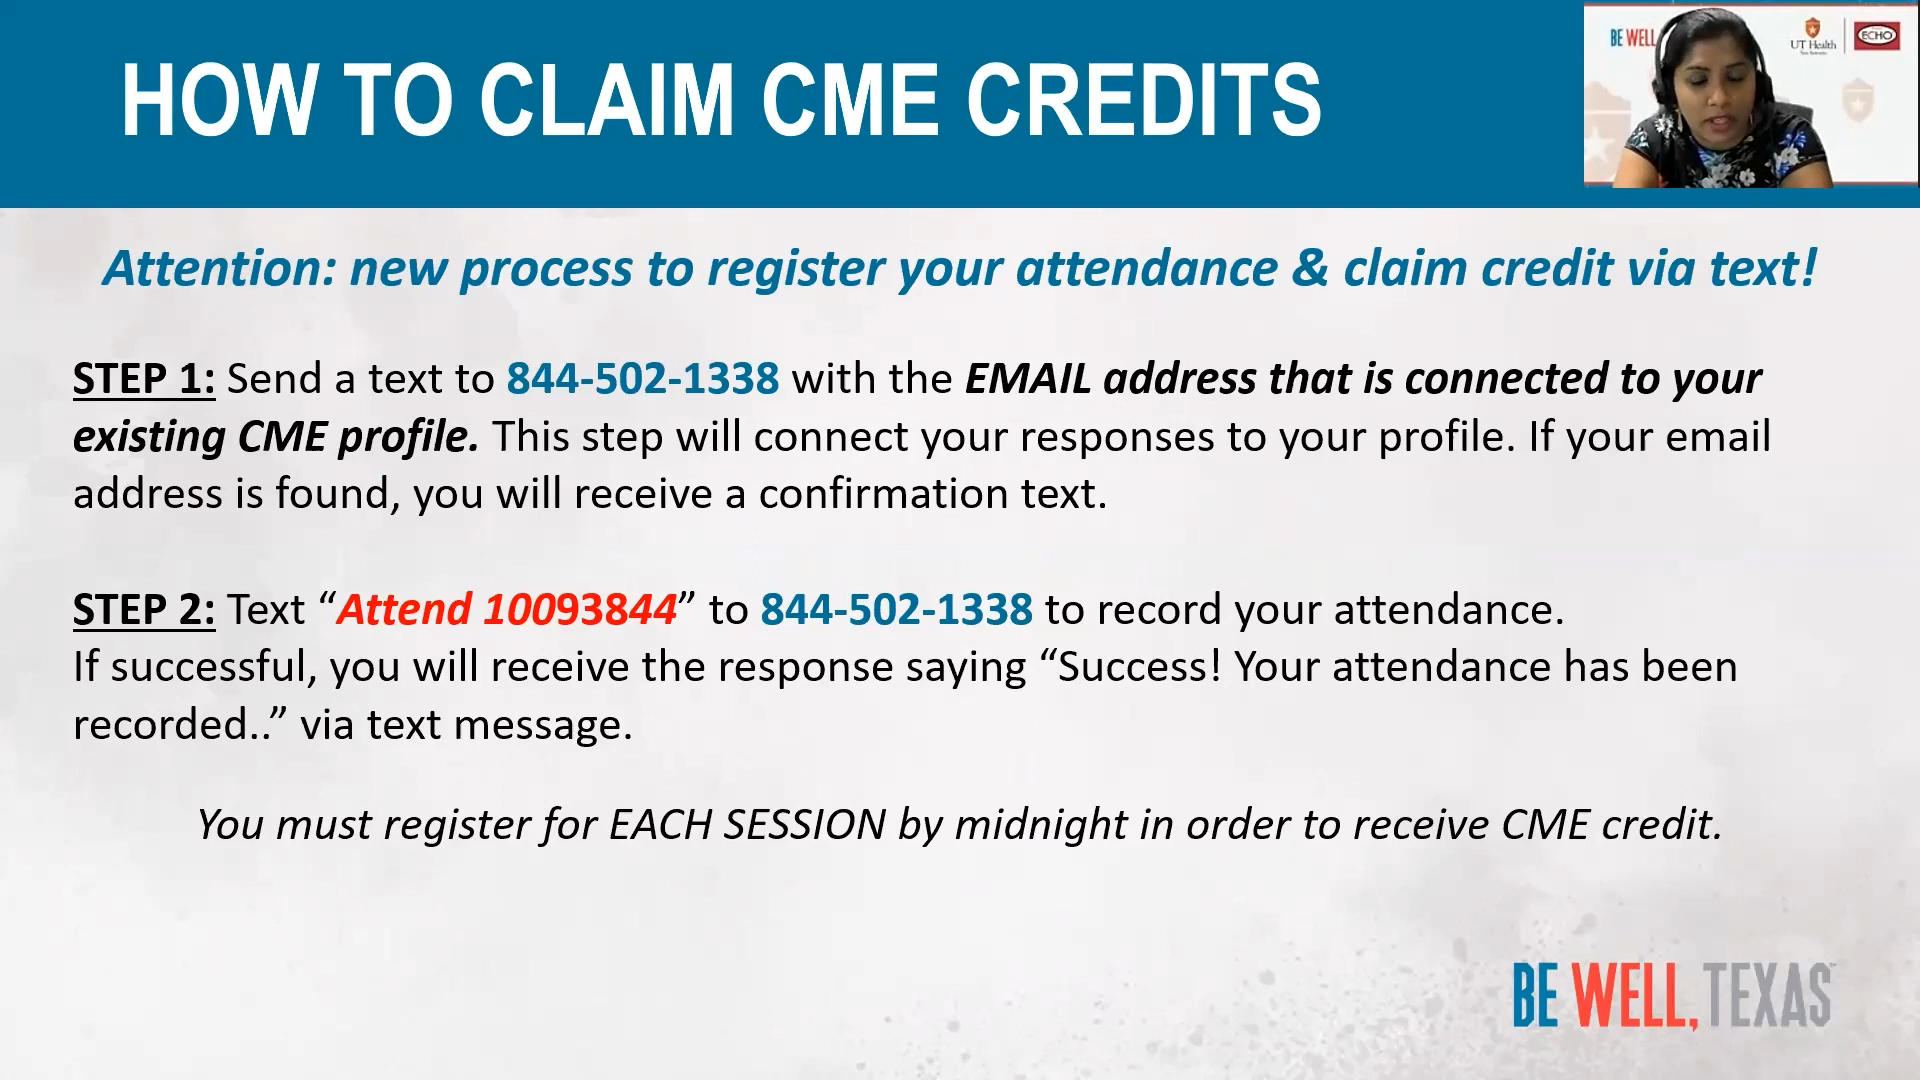 HOW TO CLAIM CME CREDITS
BE WELL
UT Health
San Antonio
ECHO
Attention: new process to register your attendance & claim credit via text!
STEP 1: Send a text to 844-502-1338 with the EMAIL address that is connected to your
existing CME profile. This step will connect your responses to your profile. If your email
address is found, you will receive a confirmation text.
STEP 2: Text “Attend 10093844” to 844-502-1338 to record your attendance.
If successful, you will receive the response saying “Success! Your attendance has been
recorded..” via text message.
You must register for EACH SESSION by midnight in order to receive CME credit.
BE WELL, TEXAS